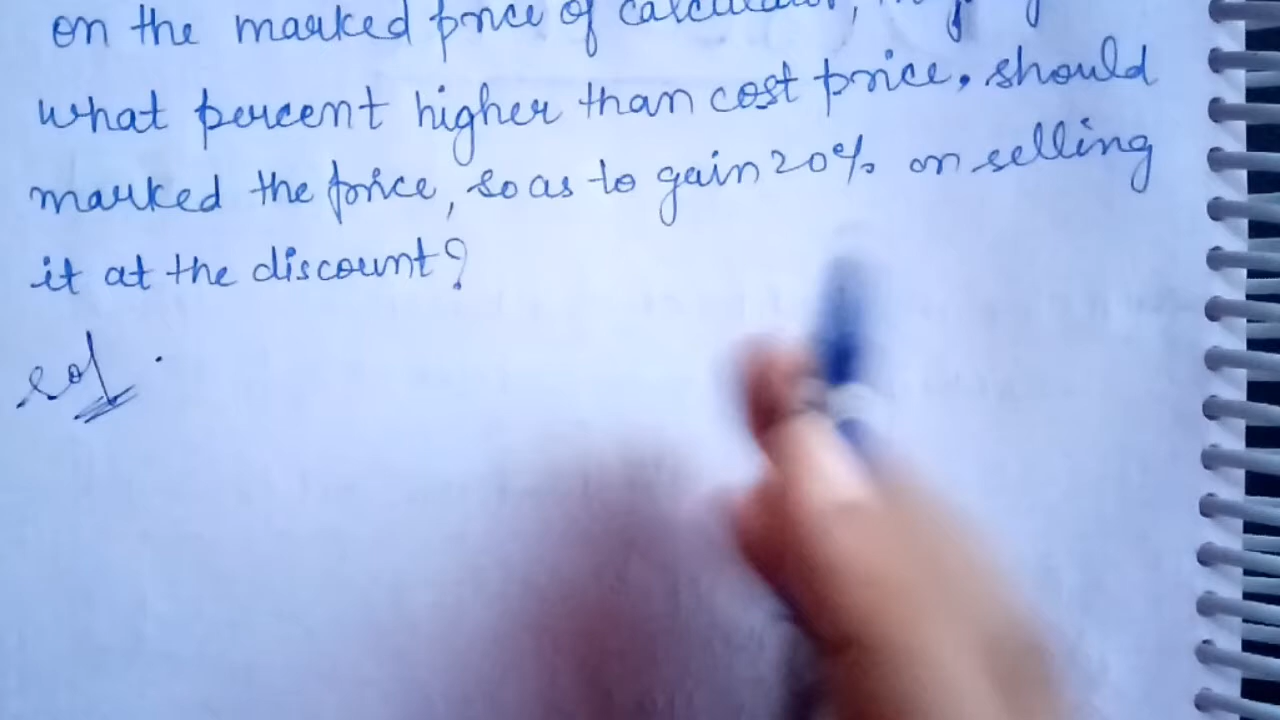 on the marked price of calculator,
what percent higher than cost price, should
marked the price, so as to gain 20% on selling
it at the discount?
sol.